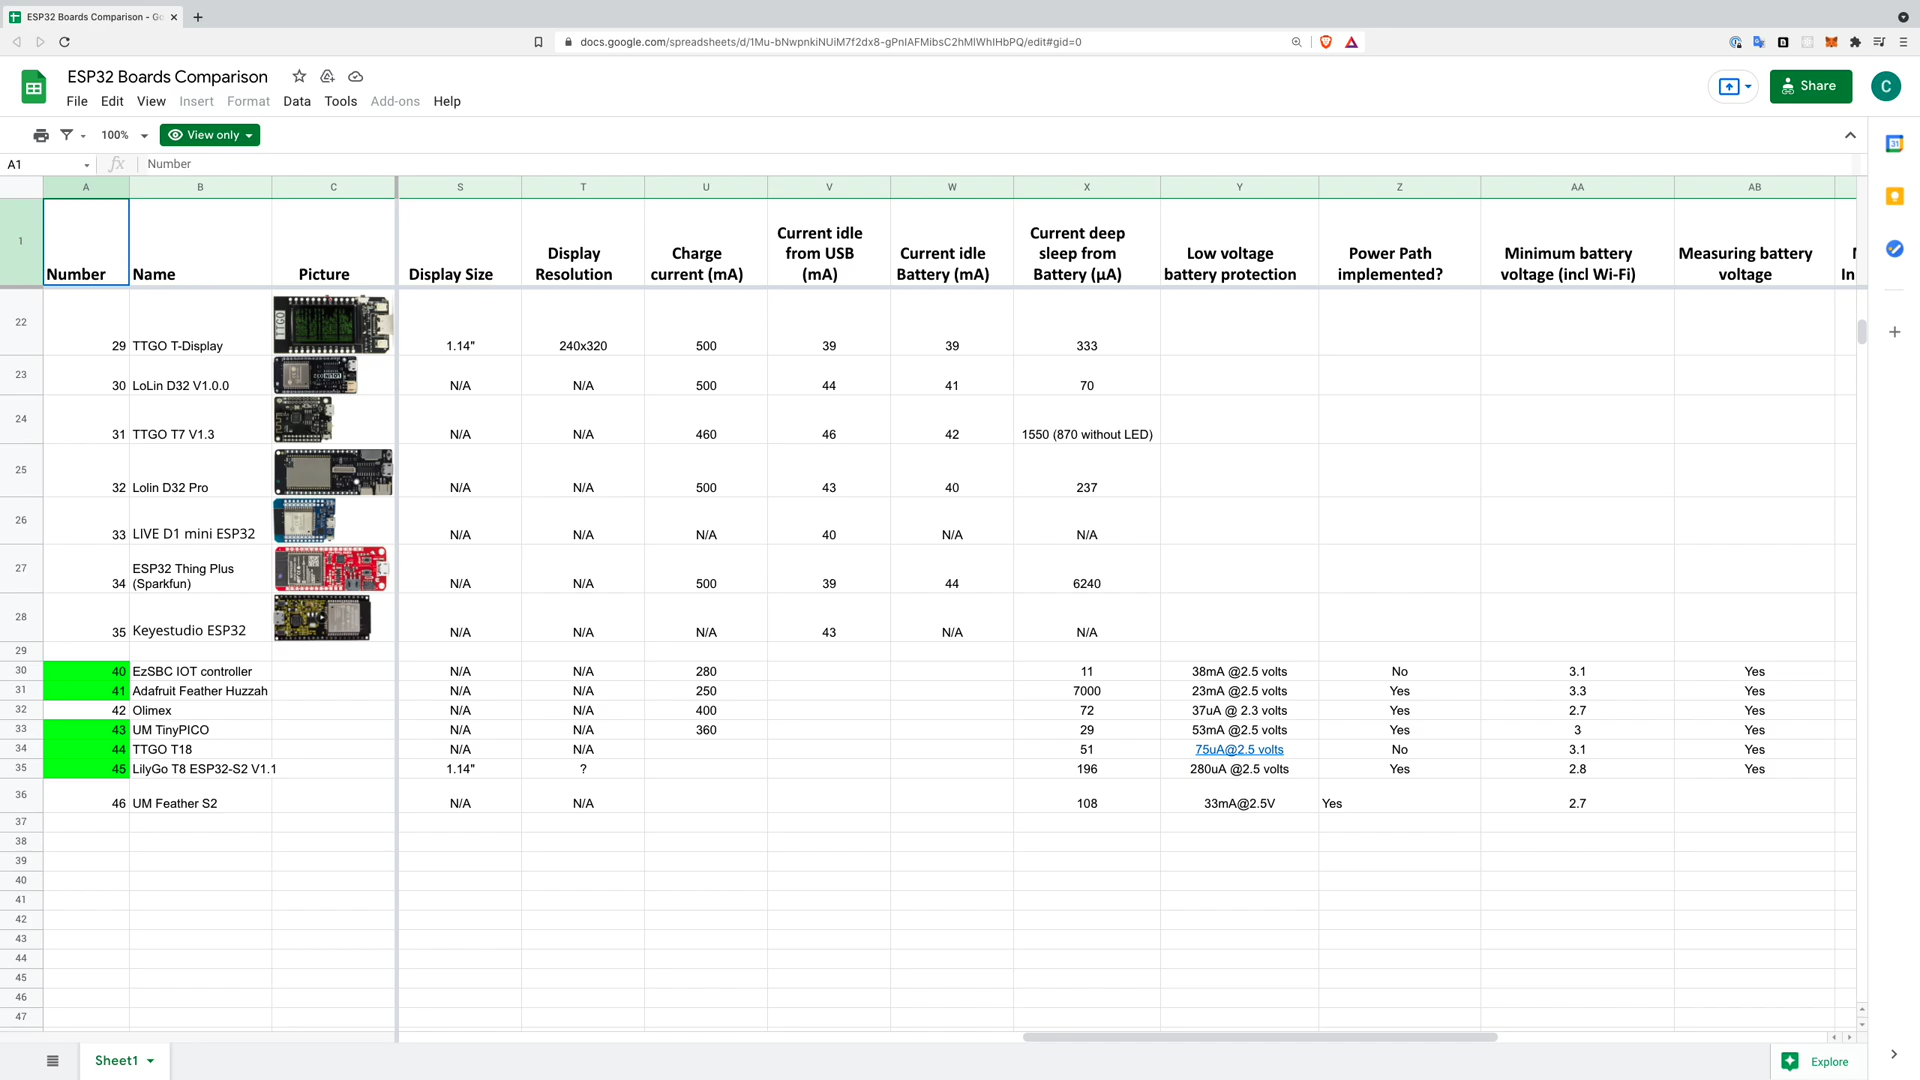 ESP32 Boards Comparison - Go
docs.google.com/spreadsheets/d/1Mu-bNwpnkiNUiM7f2dx8-gPnIAFMibsC2hMIWhIHbPQ/edit#gid=0
ESP32 Boards Comparison
File Edit View Insert Format Data Tools Add-ons Help
Share
C
100% View only
A1 fx Number
A B C S T U V W X Y Z AA AB
1 Number Name Picture Display Size Display Resolution Charge current (mA) Current idle from USB (mA) Current idle Battery (mA) Current deep sleep from Battery (µA) Low voltage battery protection Power Path implemented? Minimum battery voltage (incl Wi-Fi) Measuring battery voltage In
22 29 TTGO T-Display 1.14" 240x320 500 39 39 333
23 30 LoLin D32 V1.0.0 N/A N/A 500 44 41 70
24 31 TTGO T7 V1.3 N/A N/A 460 46 42 1550 (870 without LED)
25 32 Lolin D32 Pro N/A N/A 500 43 40 237
26 33 LIVE D1 mini ESP32 N/A N/A N/A 40 N/A N/A
27 34 ESP32 Thing Plus (Sparkfun) N/A N/A 500 39 44 6240
28 35 Keyestudio ESP32 N/A N/A N/A 43 N/A N/A
29
30 40 EzSBC IOT controller N/A N/A 280 11 38mA @2.5 volts No 3.1 Yes
31 41 Adafruit Feather Huzzah N/A N/A 250 7000 23mA @2.5 volts Yes 3.3 Yes
32 42 Olimex N/A N/A 400 72 37uA @ 2.3 volts Yes 2.7 Yes
33 43 UM TinyPICO N/A N/A 360 29 53mA @2.5 volts Yes 3 Yes
34 44 TTGO T18 N/A N/A 51 75uA@2.5 volts No 3.1 Yes
35 45 LilyGo T8 ESP32-S2 V1.1 1.14" ? 196 280uA @2.5 volts Yes 2.8 Yes
36 46 UM Feather S2 N/A N/A 108 33mA@2.5V Yes 2.7
37
38
39
40
41
42
43
44
45
46
47
Sheet1
Explore